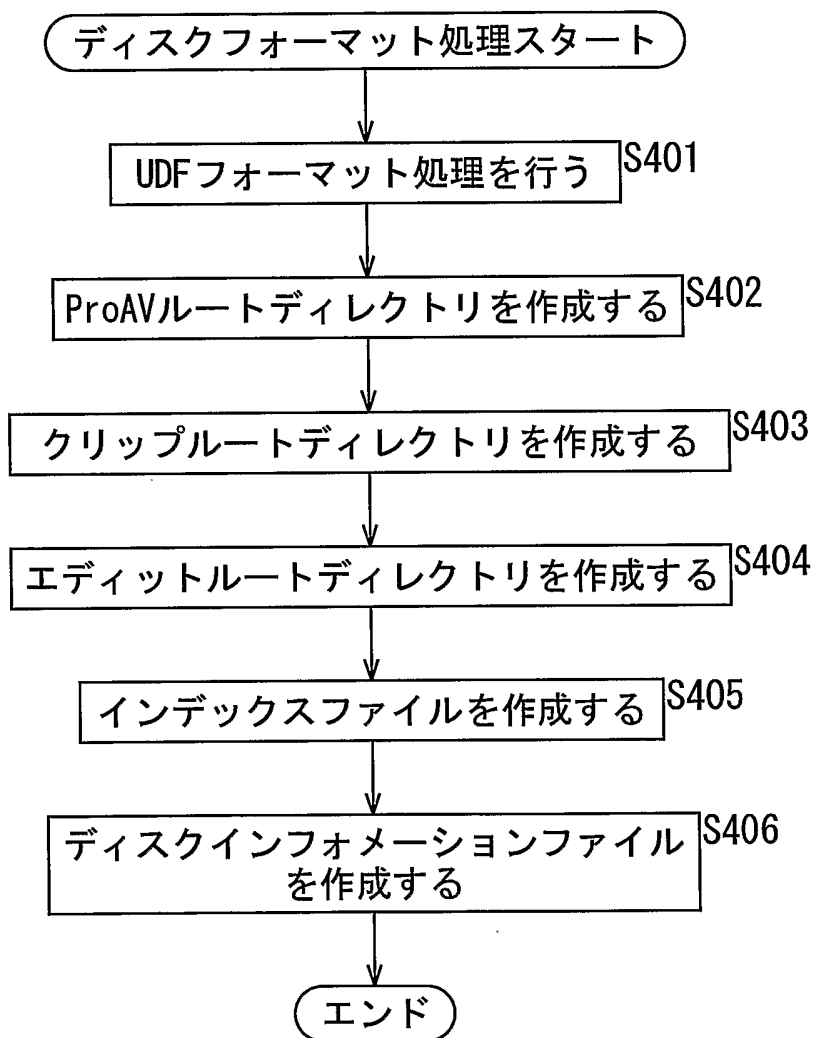 ディスクフォーマット処理スタート
UDFフォーマット処理を行う
S401
ProAVルートディレクトリを作成する
S402
クリップルートディレクトリを作成する
S403
エディットルートディレクトリを作成する
S404
インデックスファイルを作成する
S405
ディスクインフォメーションファイル
を作成する
S406
エンド